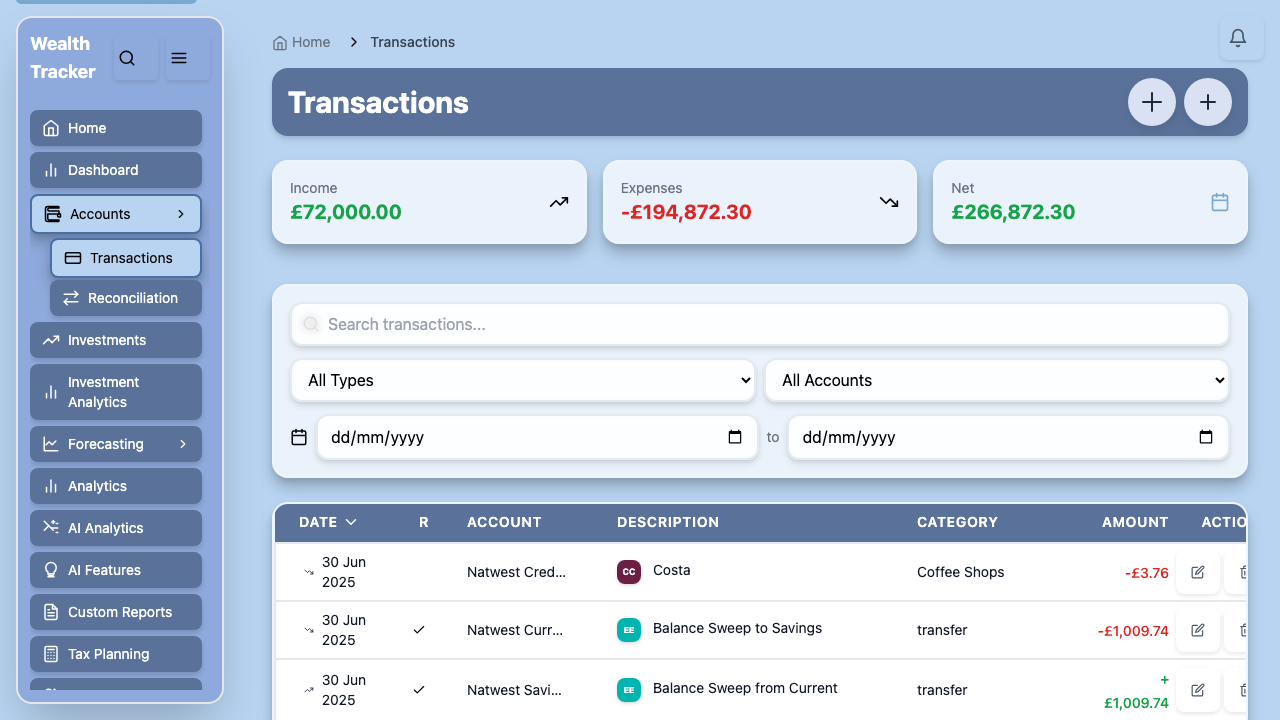 Wealth
Tracker
Home
Dashboard
Accounts
Transactions
Reconciliation
Investments
Investment
Analytics
Forecasting
Analytics
AI Analytics
AI Features
Custom Reports
Tax Planning
Home
Transactions
Transactions
Income
£72,000.00
Expenses
-£194,872.30
Net
£266,872.30
Search transactions...
All Types
All Accounts
dd/mm/yyyy
to
dd/mm/yyyy
DATE R ACCOUNT DESCRIPTION CATEGORY AMOUNT ACTIO
30 Jun
2025
Natwest Cred... CC Costa Coffee Shops -£3.76
30 Jun
2025
Natwest Curr... EE Balance Sweep to Savings transfer -£1,009.74
30 Jun
2025
Natwest Savi... EE Balance Sweep from Current transfer +
£1,009.74